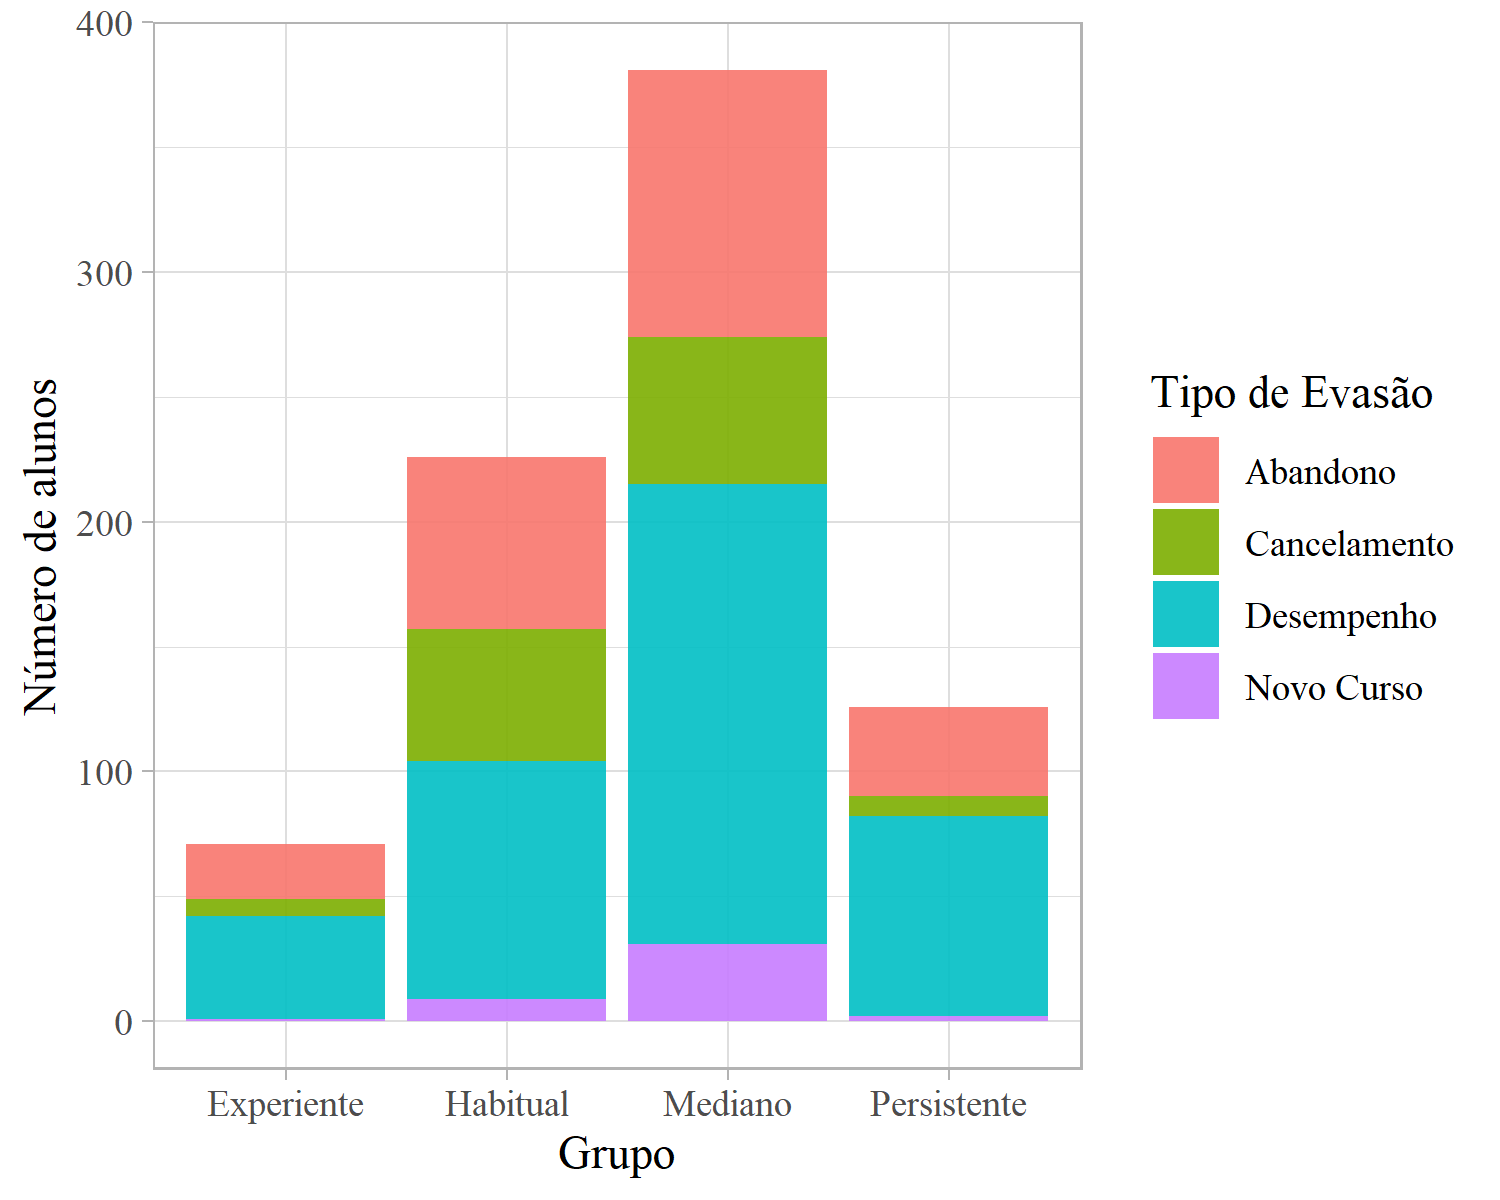 400
300
200
100
0
Número de alunos
Experiente
Habitual
Mediano
Persistente
Grupo
Tipo de Evasão
Abandono
Cancelamento
Desempenho
Novo Curso